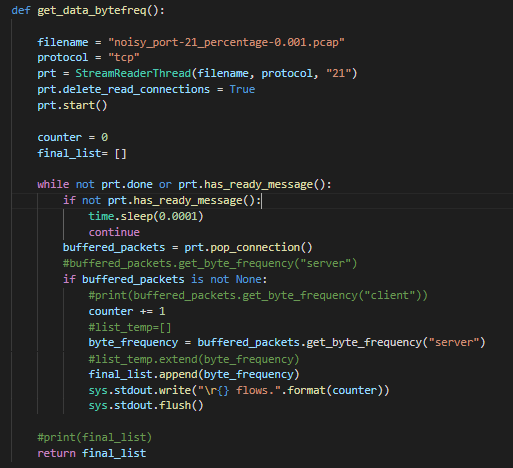 def get_data_bytefreq():
    filename = "noisy_port-21_percentage-0.001.pcap"
    protocol = "tcp"
    prt = StreamReaderThread(filename, protocol, "21")
    prt.delete_read_connections = True
    prt.start()
    counter = 0
    final_list= []
    while not prt.done or prt.has_ready_message():
        if not prt.has_ready_message():
            time.sleep(0.0001)
            continue
        buffered_packets = prt.pop_connection()
        #buffered_packets.get_byte_frequency("server")
        if buffered_packets is not None:
            #print(buffered_packets.get_byte_frequency("client"))
            counter += 1
            #list_temp=[]
            byte_frequency = buffered_packets.get_byte_frequency("server")
            #list_temp.extend(byte_frequency)
            final_list.append(byte_frequency)
            sys.stdout.write("\r{} flows.".format(counter))
            sys.stdout.flush()
    #print(final_list)
    return final_list